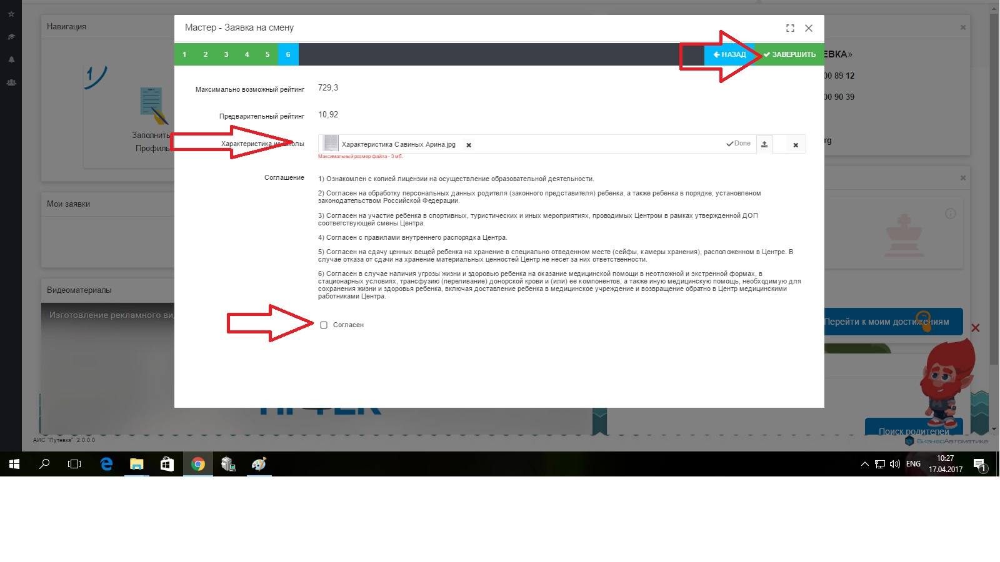 Навигация
Заполнить
Профиль
Мои заявки
Видеоматериалы
Изготовление рекламного ви
АИС "Путевка" 2.0.0.0
Мастер - Заявка на смену
1 2 3 4 5 6
НАЗАД
ЗАВЕРШИТЬ
Максимально возможный рейтинг 729,3
Предварительный рейтинг 10,92
Характеристика из школы Характеристика Савиных Арина.jpg Done
Максимальный размер файла - 3 мб.
Соглашение
1) Ознакомлен с копией лицензии на осуществление образовательной деятельности.
2) Согласен на обработку персональных данных родителя (законного представителя) ребенка, а также ребенка в порядке, установленом
законодательством Российской Федерации.
3) Согласен на участие ребенка в спортивных, туристических и иных мероприятиях, проводимых Центром в рамках утвержденной ДОП
соответствующей смены Центра.
4) Согласен с правилами внутреннего распорядка Центра.
5) Согласен на сдачу ценных вещей ребенка на хранение в специально отведенном месте (сейфы, камеры хранения), расположенном в Центре. В
случае отказа от сдачи на хранение материальных ценностей Центр не несет за них ответственности.
6) Согласен в случае наличия угрозы жизни и здоровью ребенка на оказание медицинской помощи в неотложной и экстренной формах, в
стационарных условиях, трансфузию (переливание) донорской крови и (или) ее компонентов, а также иную медицинскую помощь, необходимую для
сохранения жизни и здоровья ребенка, включая доставление ребенка в медицинское учреждение и возвращение обратно в Центр медицинскими
работниками Центра.
Согласен
ЕВКА»
00 89 12
00 90 39
rg
Перейти к моим достижениям
Поиск родителей
БизнесАвтоматика
ENG
10:27
17.04.2017
1